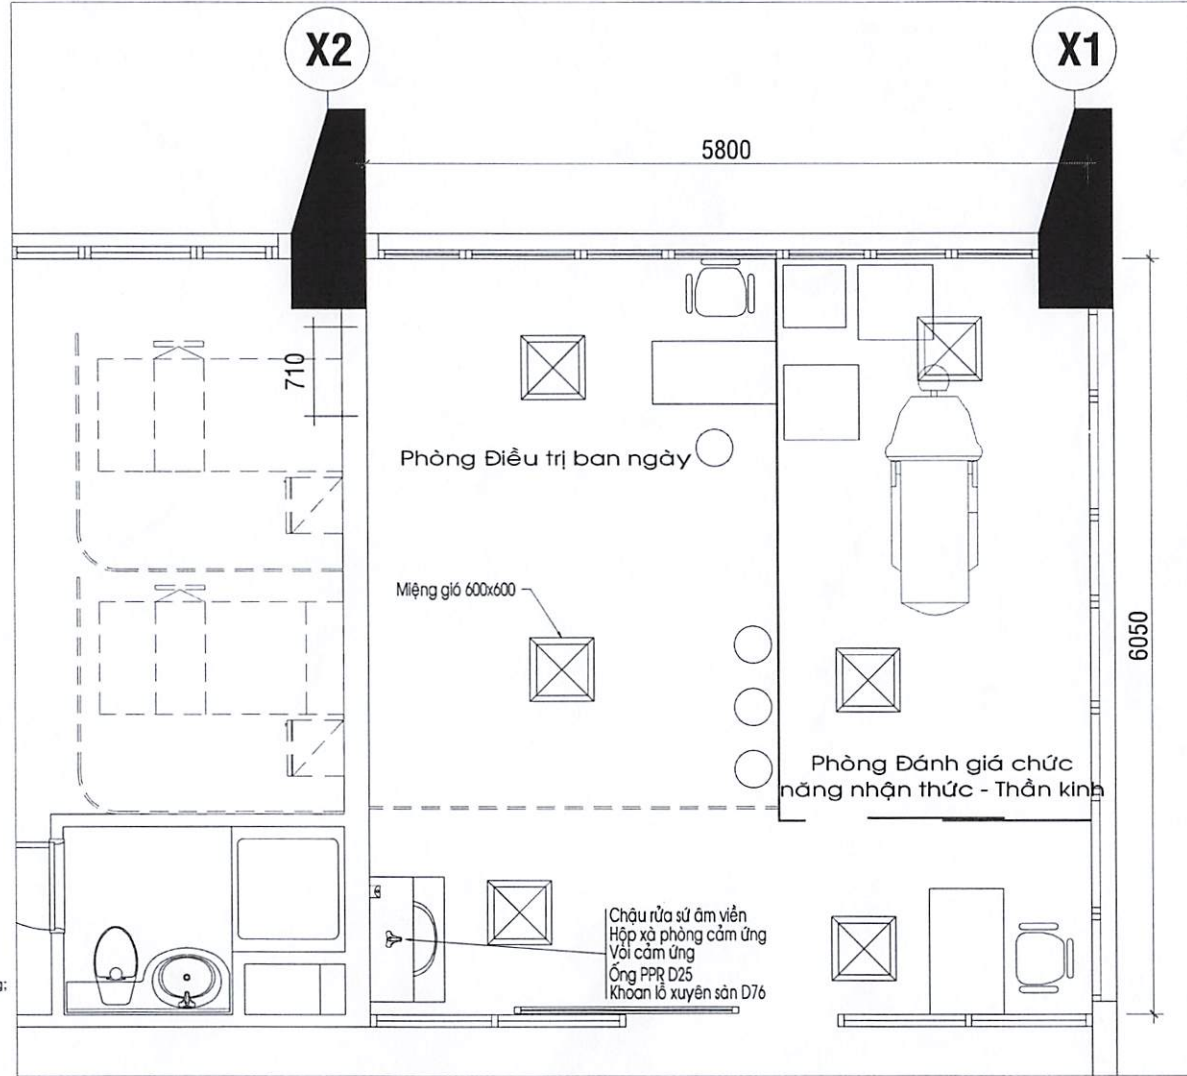 X2
X1
5800
710
Phòng Điều trị ban ngày
Miệng gió 600x600
6050
Phòng Đánh giá chức
năng nhận thức - Thần kinh
Chậu rửa sứ âm viền
Hộp xà phòng cảm ứng
Vòi cảm ứng
Ống PPR D25
Khoan lỗ xuyên sàn D76